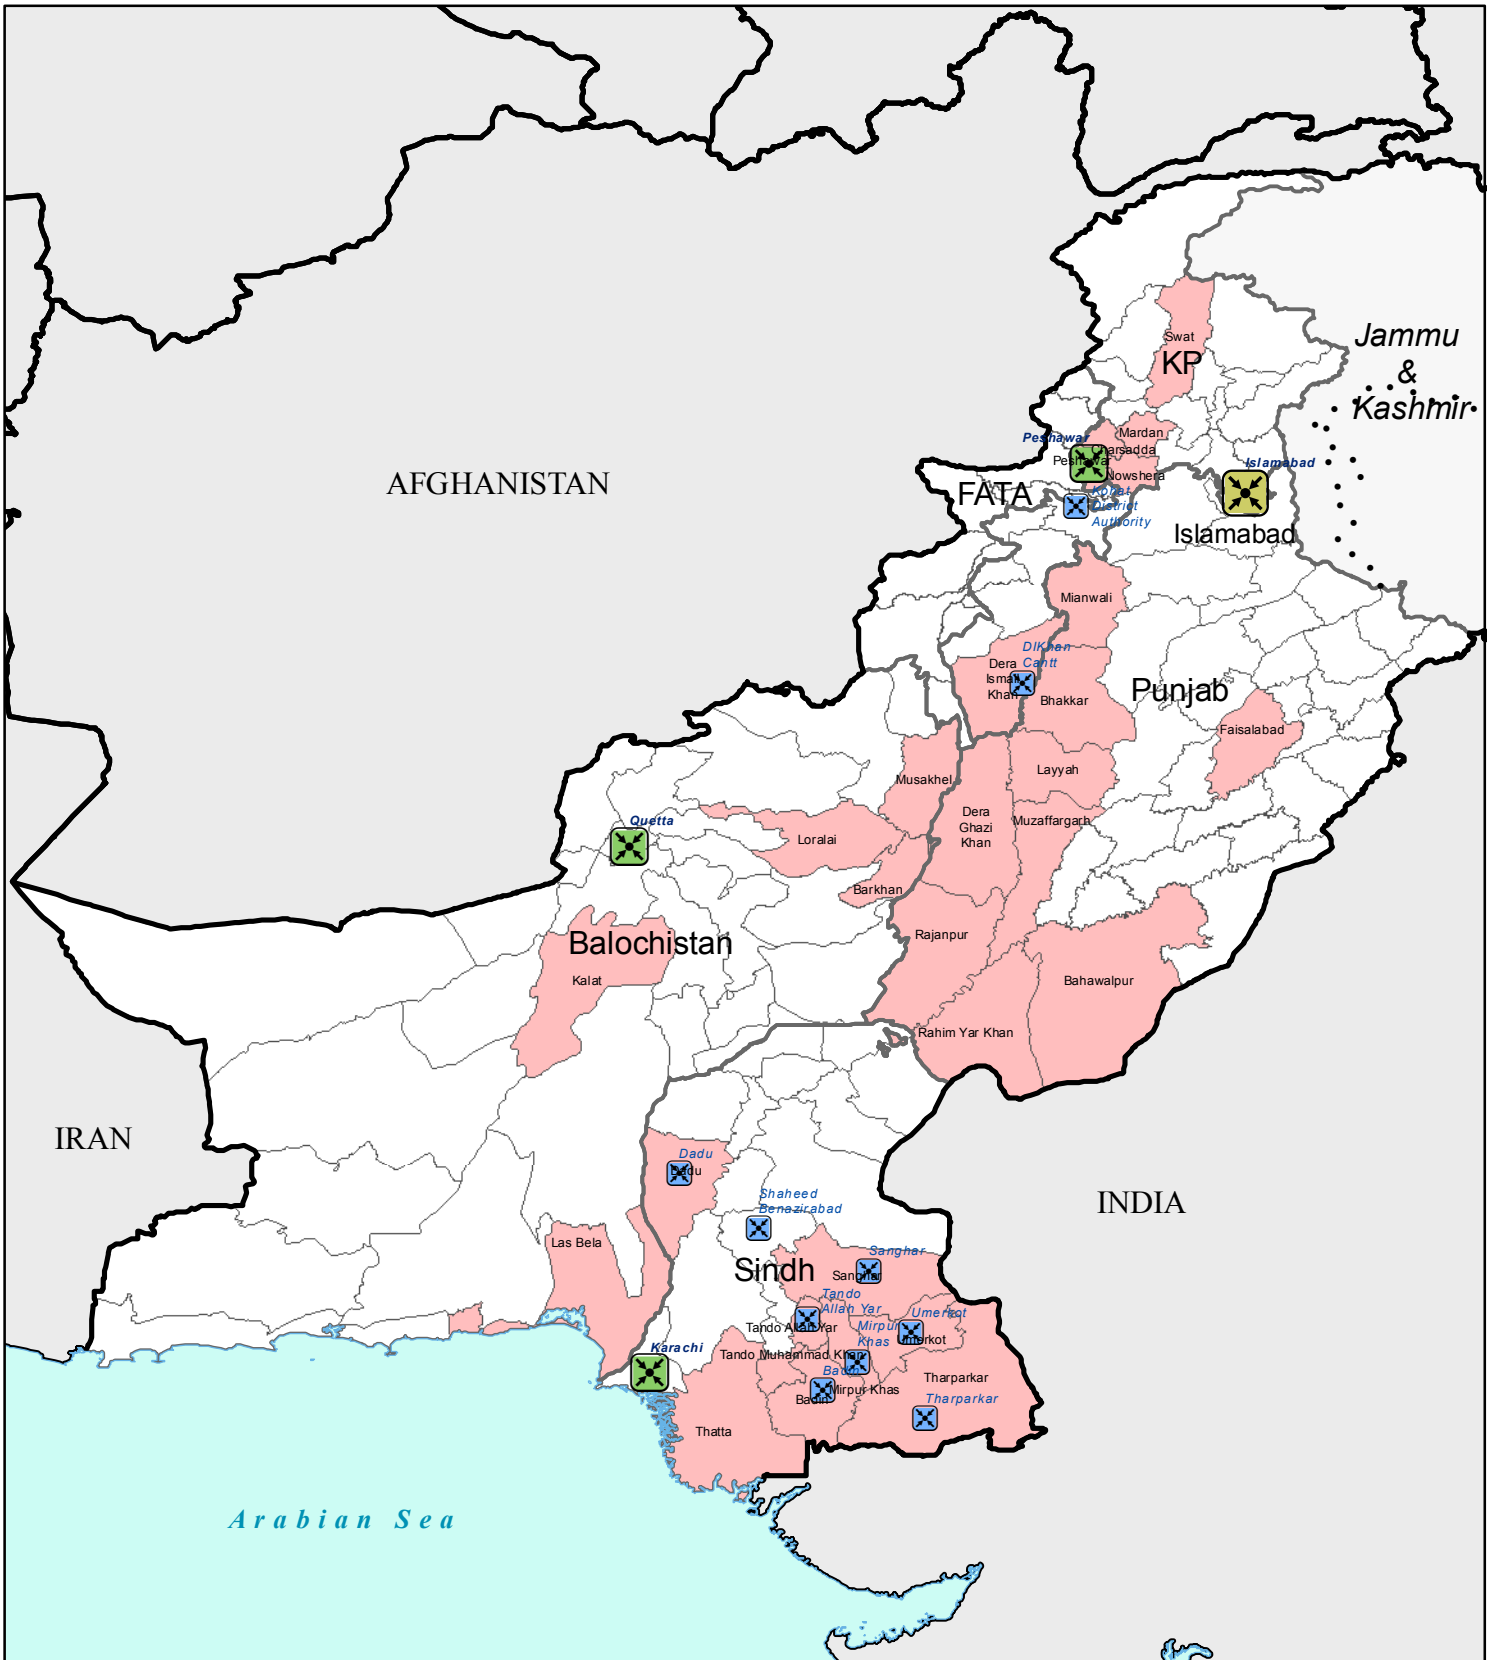 Jammu
&
Kashmir
Swat
KP
Mardan
Peshawar
Charsadda
Peshawar
Nowshera
Islamabad
AFGHANISTAN
FATA
Kohat
District
Authority
Islamabad
Mianwali
DIKhan
Cantt
Dera
Ismail
Khan
Bhakkar
Punjab
Faisalabad
Musakhel
Layyah
Dera
Ghazi
Khan
Muzaffargarh
Quetta
Loralai
Barkhan
Balochistan
Rajanpur
Kalat
Bahawalpur
Rahim Yar Khan
IRAN
INDIA
Dadu
Dadu
Shaheed
Benazirabad
Las Bela
Sindh
Sanghar
Sanghar
Tando
Allah Yar
Tando Allah Yar
Mirpur
Khas
Umerkot
Umerkot
Karachi
Tando Muhammad Khan
Badin
Badin
Mirpur Khas
Tharparkar
Tharparkar
Thatta
Arabian Sea